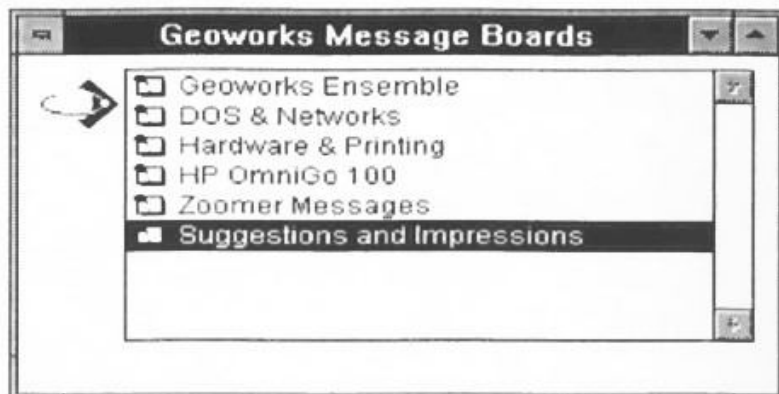 Geoworks Message Boards
Geoworks Ensemble
DOS & Networks
Hardware & Printing
HP OmniGo 100
Zoomer Messages
Suggestions and Impressions